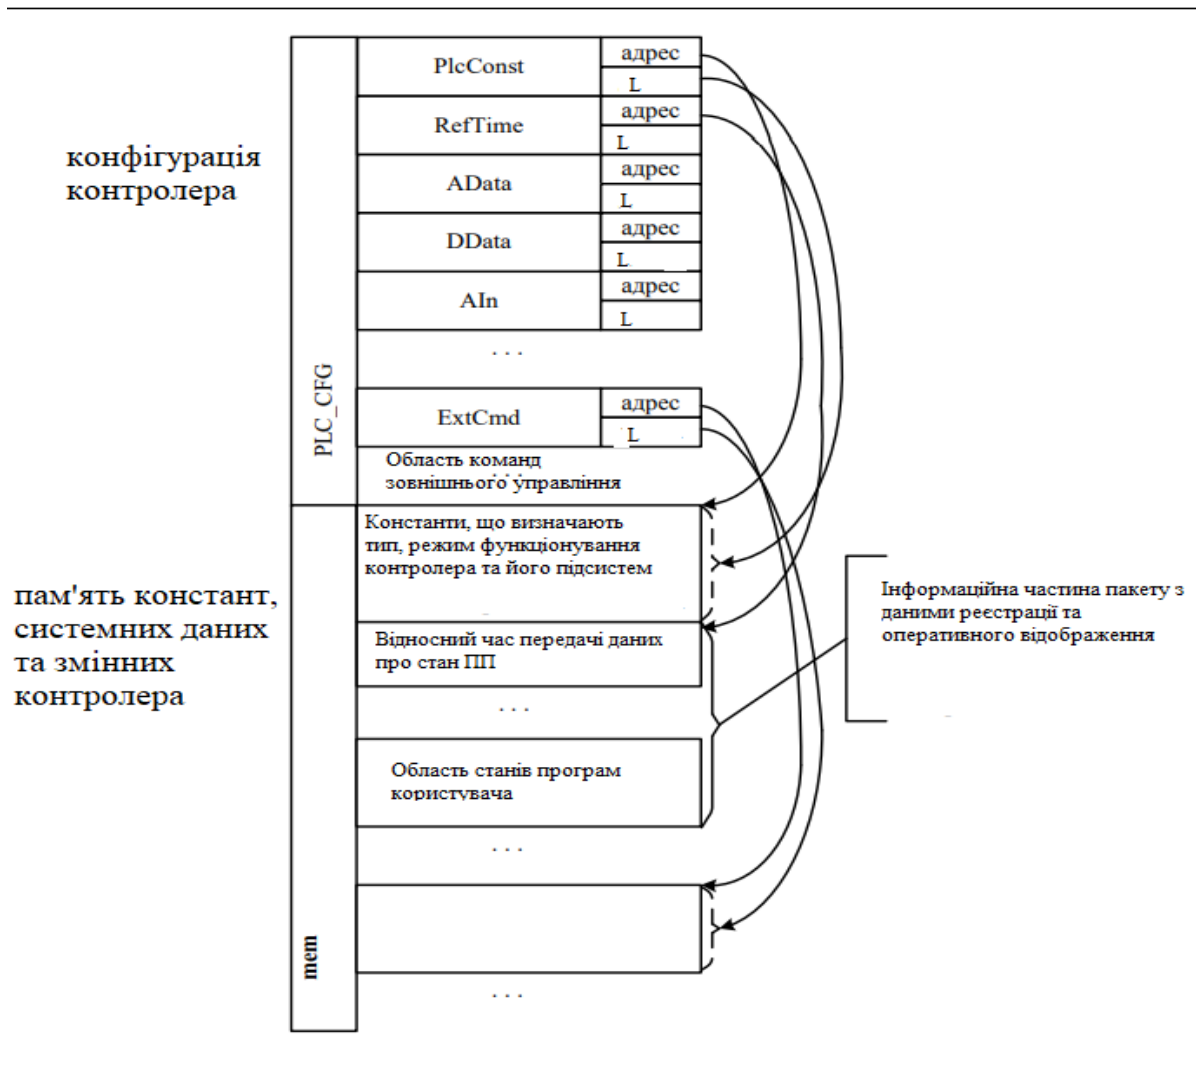 PlcConst
адрес
L
RefTime
адрес
L
конфігурація
контролера
AData
адрес
L
DData
адрес
L
AIn
адрес
L
. . .
PLC_CFG
ExtCmd
адрес
L
Область команд
зовнішнього управління
Константи, що визначають
тип, режим функціонування
контролера та його підсистем
пам'ять констант,
системних даних
та змінних
контролера
Відносний час передачі даних
про стан ПП
. . .
Інформаційна частина пакету з
даними реєстрації та
оперативного відображення
Область станів програм
користувача
. . .
mem
. . .